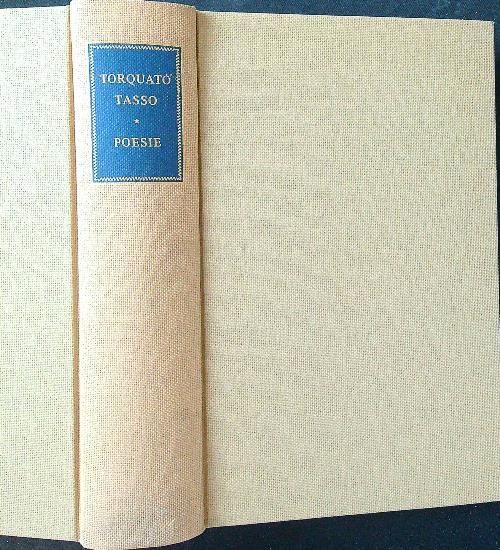 TORQUATO
TASSO
*
POESIE